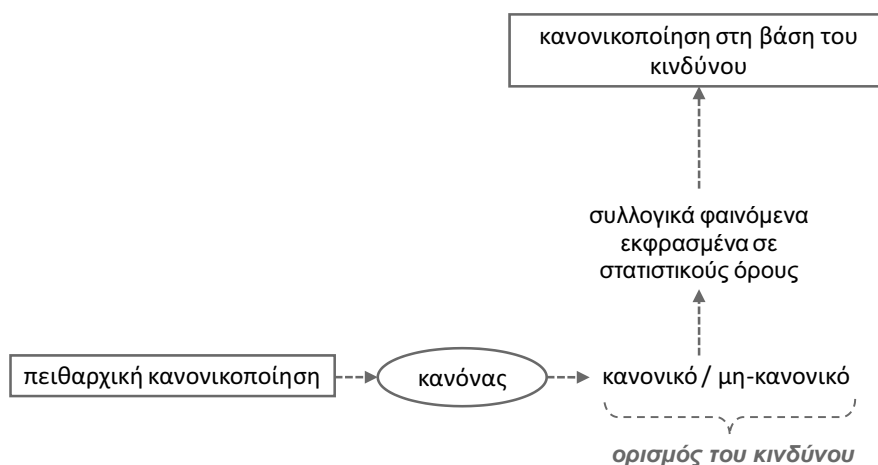 κανονικοποίηση στη βάση του
κινδύνου
συλλογικά φαινόμενα
εκφρασμένα σε
στατιστικούς όρους
πειθαρχική κανονικοποίηση
κανόνας
κανονικό / μη-κανονικό
ορισμός του κινδύνου